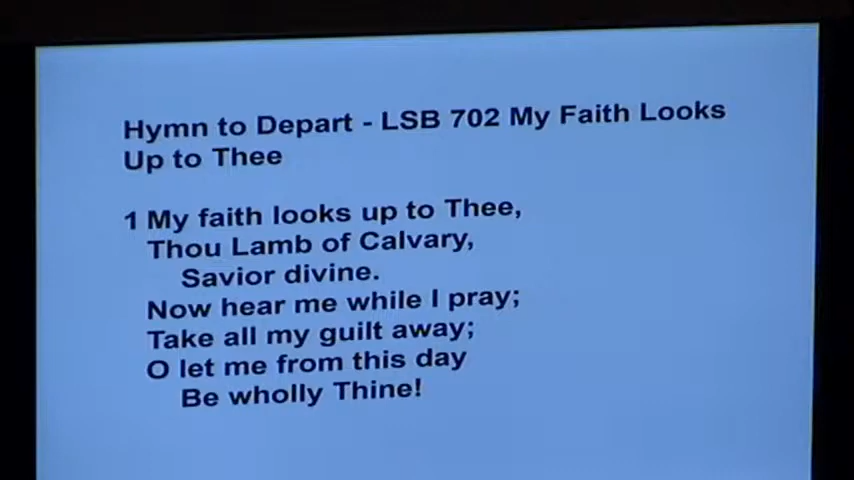 Hymn to Depart - LSB 702 My Faith Looks
Up to Thee
1 My faith looks up to Thee,
Thou Lamb of Calvary,
Savior divine.
Now hear me while I pray;
Take all my guilt away;
O let me from this day
Be wholly Thine!